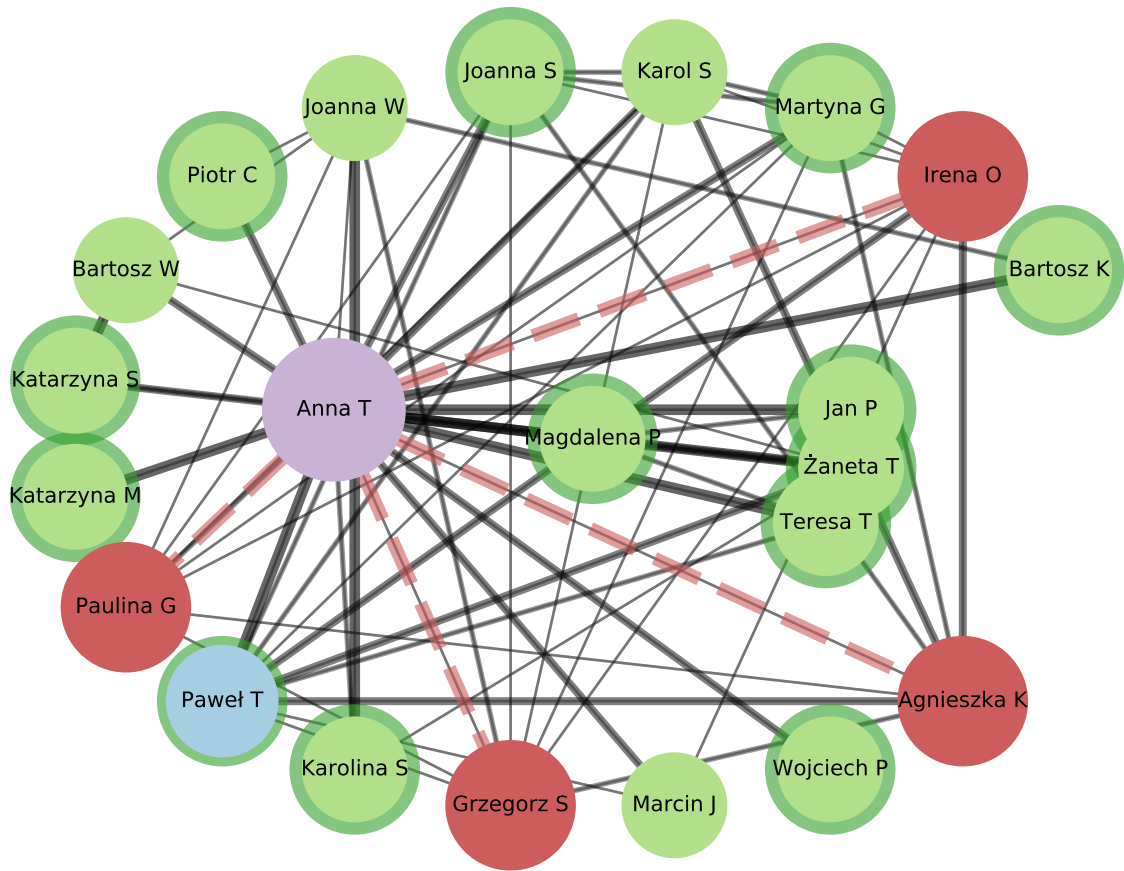 Joanna S
Karol S
Joanna W
Martyna G
Piotr C
Irena O
Bartosz W
Bartosz K
Katarzyna S
Anna T
Jan P
Magdalena P
Żaneta T
Katarzyna M
Teresa T
Paulina G
Paweł T
Agnieszka K
Karolina S
Wojciech P
Grzegorz S
Marcin J